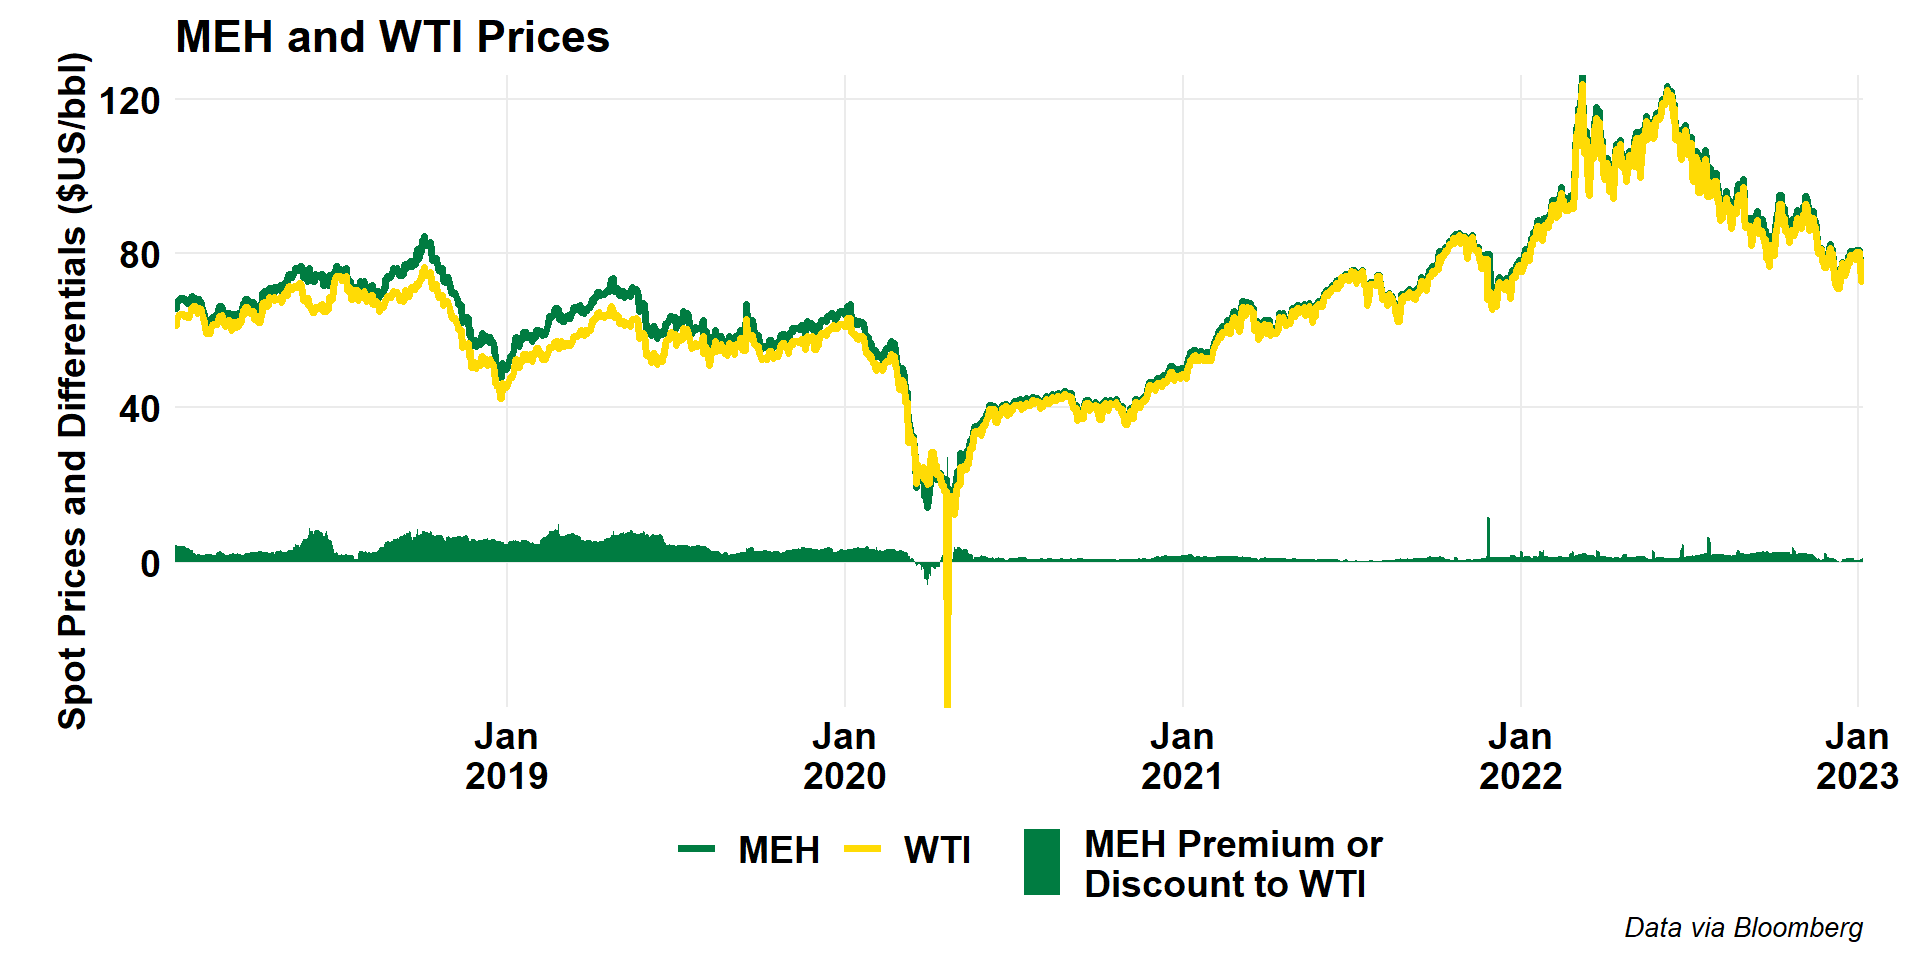 MEH and WTI Prices
Spot Prices and Differentials ($US/bbl)
120
80
40
0
Jan
2019
Jan
2020
Jan
2021
Jan
2022
Jan
2023
MEH
WTI
MEH Premium or
Discount to WTI
Data via Bloomberg